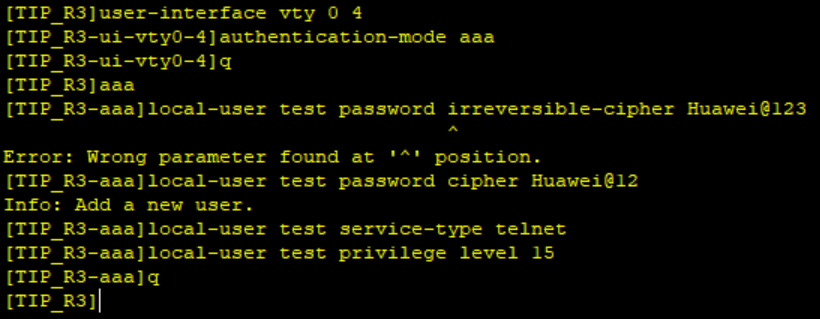 [TIP_R3]user-interface vty 0 4
[TIP_R3-ui-vty0-4]authentication-mode aaa
[TIP_R3-ui-vty0-4]q
[TIP_R3]aaa
[TIP_R3-aaa]local-user test password irreversible-cipher Huawei@123
^
Error: Wrong parameter found at '^' position.
[TIP_R3-aaa]local-user test password cipher Huawei@12
Info: Add a new user.
[TIP_R3-aaa]local-user test service-type telnet
[TIP_R3-aaa]local-user test privilege level 15
[TIP_R3-aaa]q
[TIP_R3]